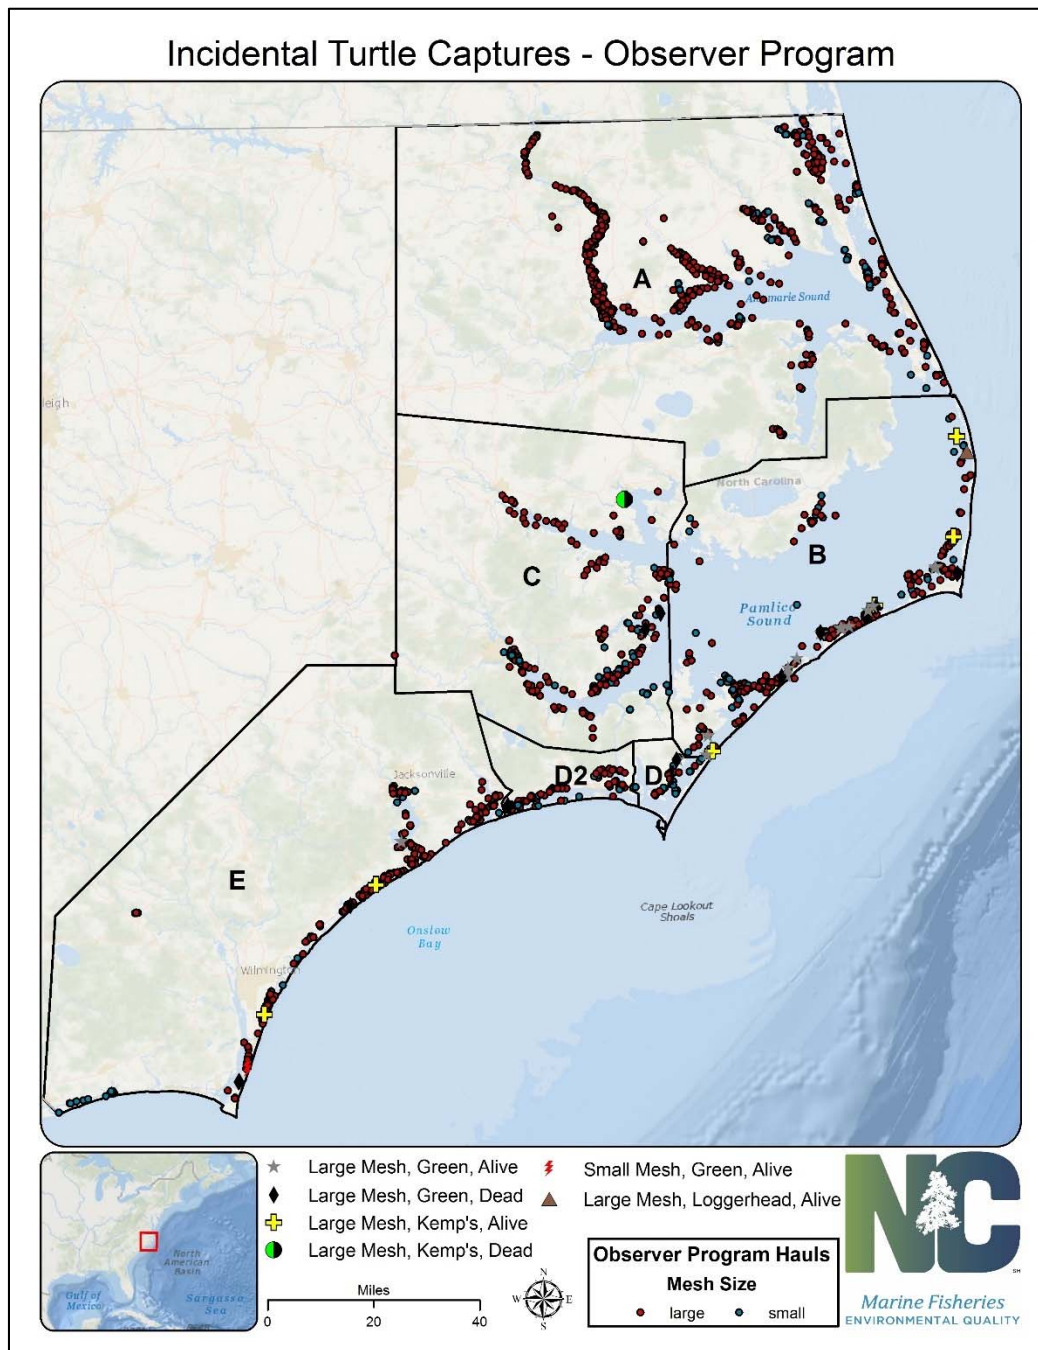 Incidental Turtle Captures - Observer Program
A
North Carolina
B
C
Pamlico
Sound
leigh
D2
D
Jacksonville
E
Cape Lookout
Shoals
Onslow
Bay
Wilmington
Large Mesh, Green, Alive
Large Mesh, Green, Dead
Large Mesh, Kemp's, Alive
Large Mesh, Kemp's, Dead
Small Mesh, Green, Alive
Large Mesh, Loggerhead, Alive
North
American
Basin
Gulf of
Mexico
Sargasso
Sea
Miles
0 20 40
N
W E
S
Observer Program Hauls
Mesh Size
large small
NC
SM
Marine Fisheries
ENVIRONMENTAL QUALITY